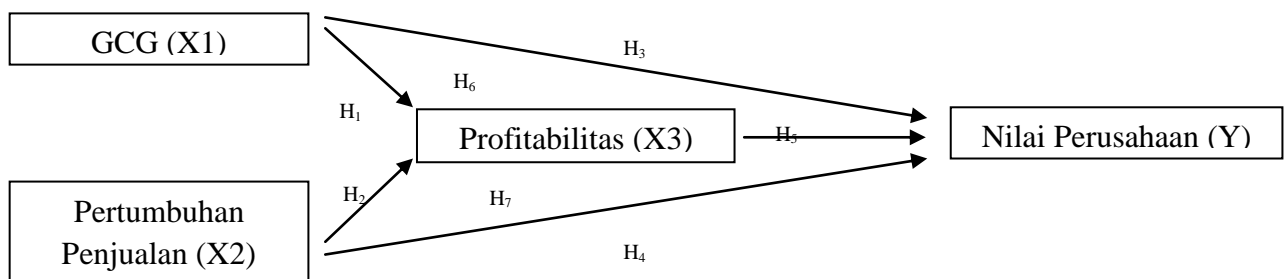 GCG (X1)
H₃
H₆
H₁
Profitabilitas (X3)
H₅
Nilai Perusahaan (Y)
H₂
H₇
Pertumbuhan
Penjualan (X2)
H₄